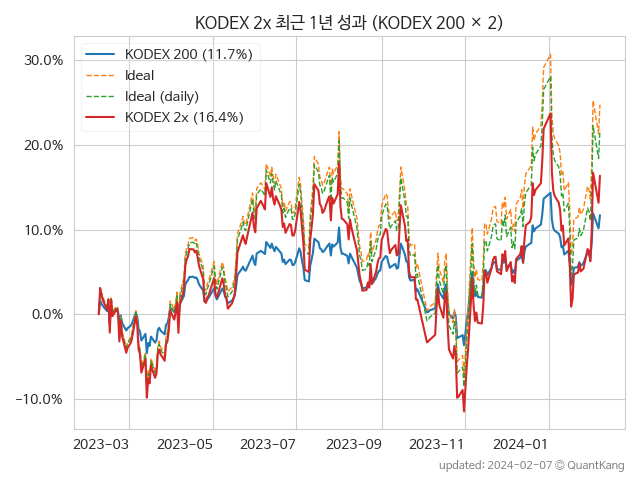 KODEX 2x 최근 1년 성과 (KODEX 200 × 2)
KODEX 200 (11.7%)
Ideal
Ideal (daily)
KODEX 2x (16.4%)
30.0%
20.0%
10.0%
0.0%
−10.0%
2023−03 2023−05 2023−07 2023−09 2023−11 2024−01
updated: 2024-02-07 © QuantKang